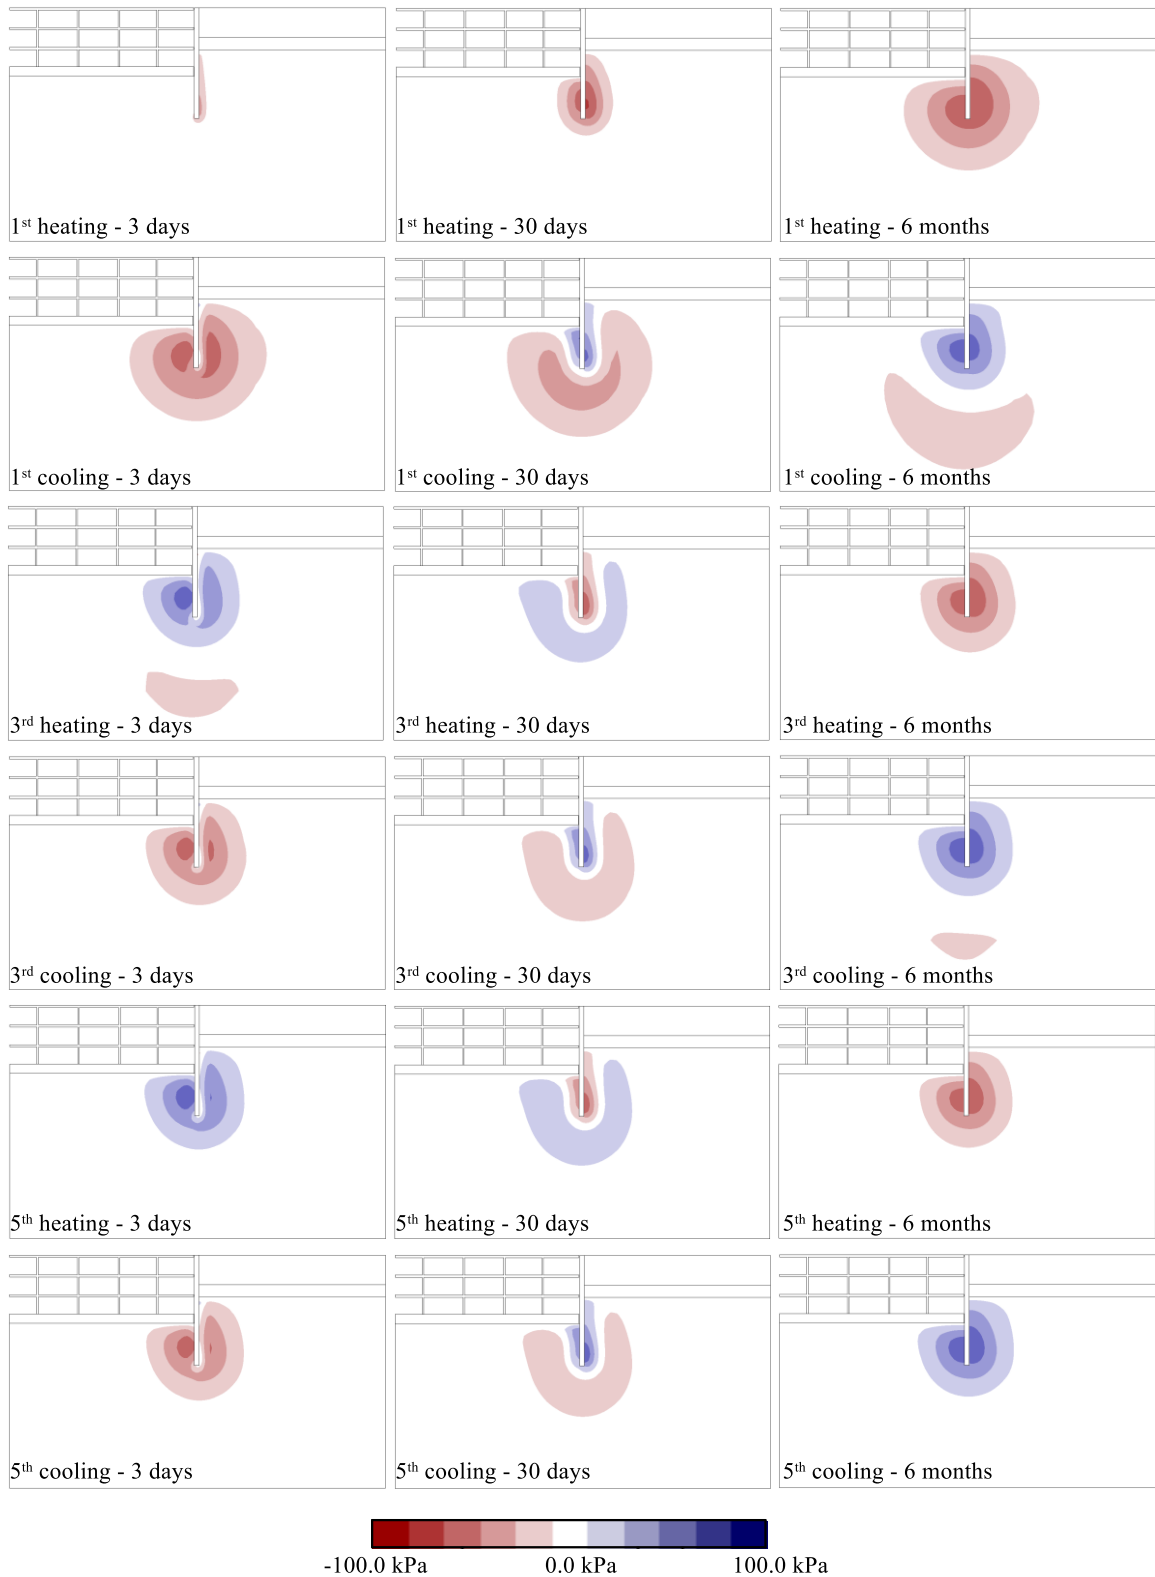 1st heating - 3 days
1st heating - 30 days
1st heating - 6 months
1st cooling - 3 days
1st cooling - 30 days
1st cooling - 6 months
3rd heating - 3 days
3rd heating - 30 days
3rd heating - 6 months
3rd cooling - 3 days
3rd cooling - 30 days
3rd cooling - 6 months
5th heating - 3 days
5th heating - 30 days
5th heating - 6 months
5th cooling - 3 days
5th cooling - 30 days
5th cooling - 6 months
-100.0 kPa
0.0 kPa
100.0 kPa